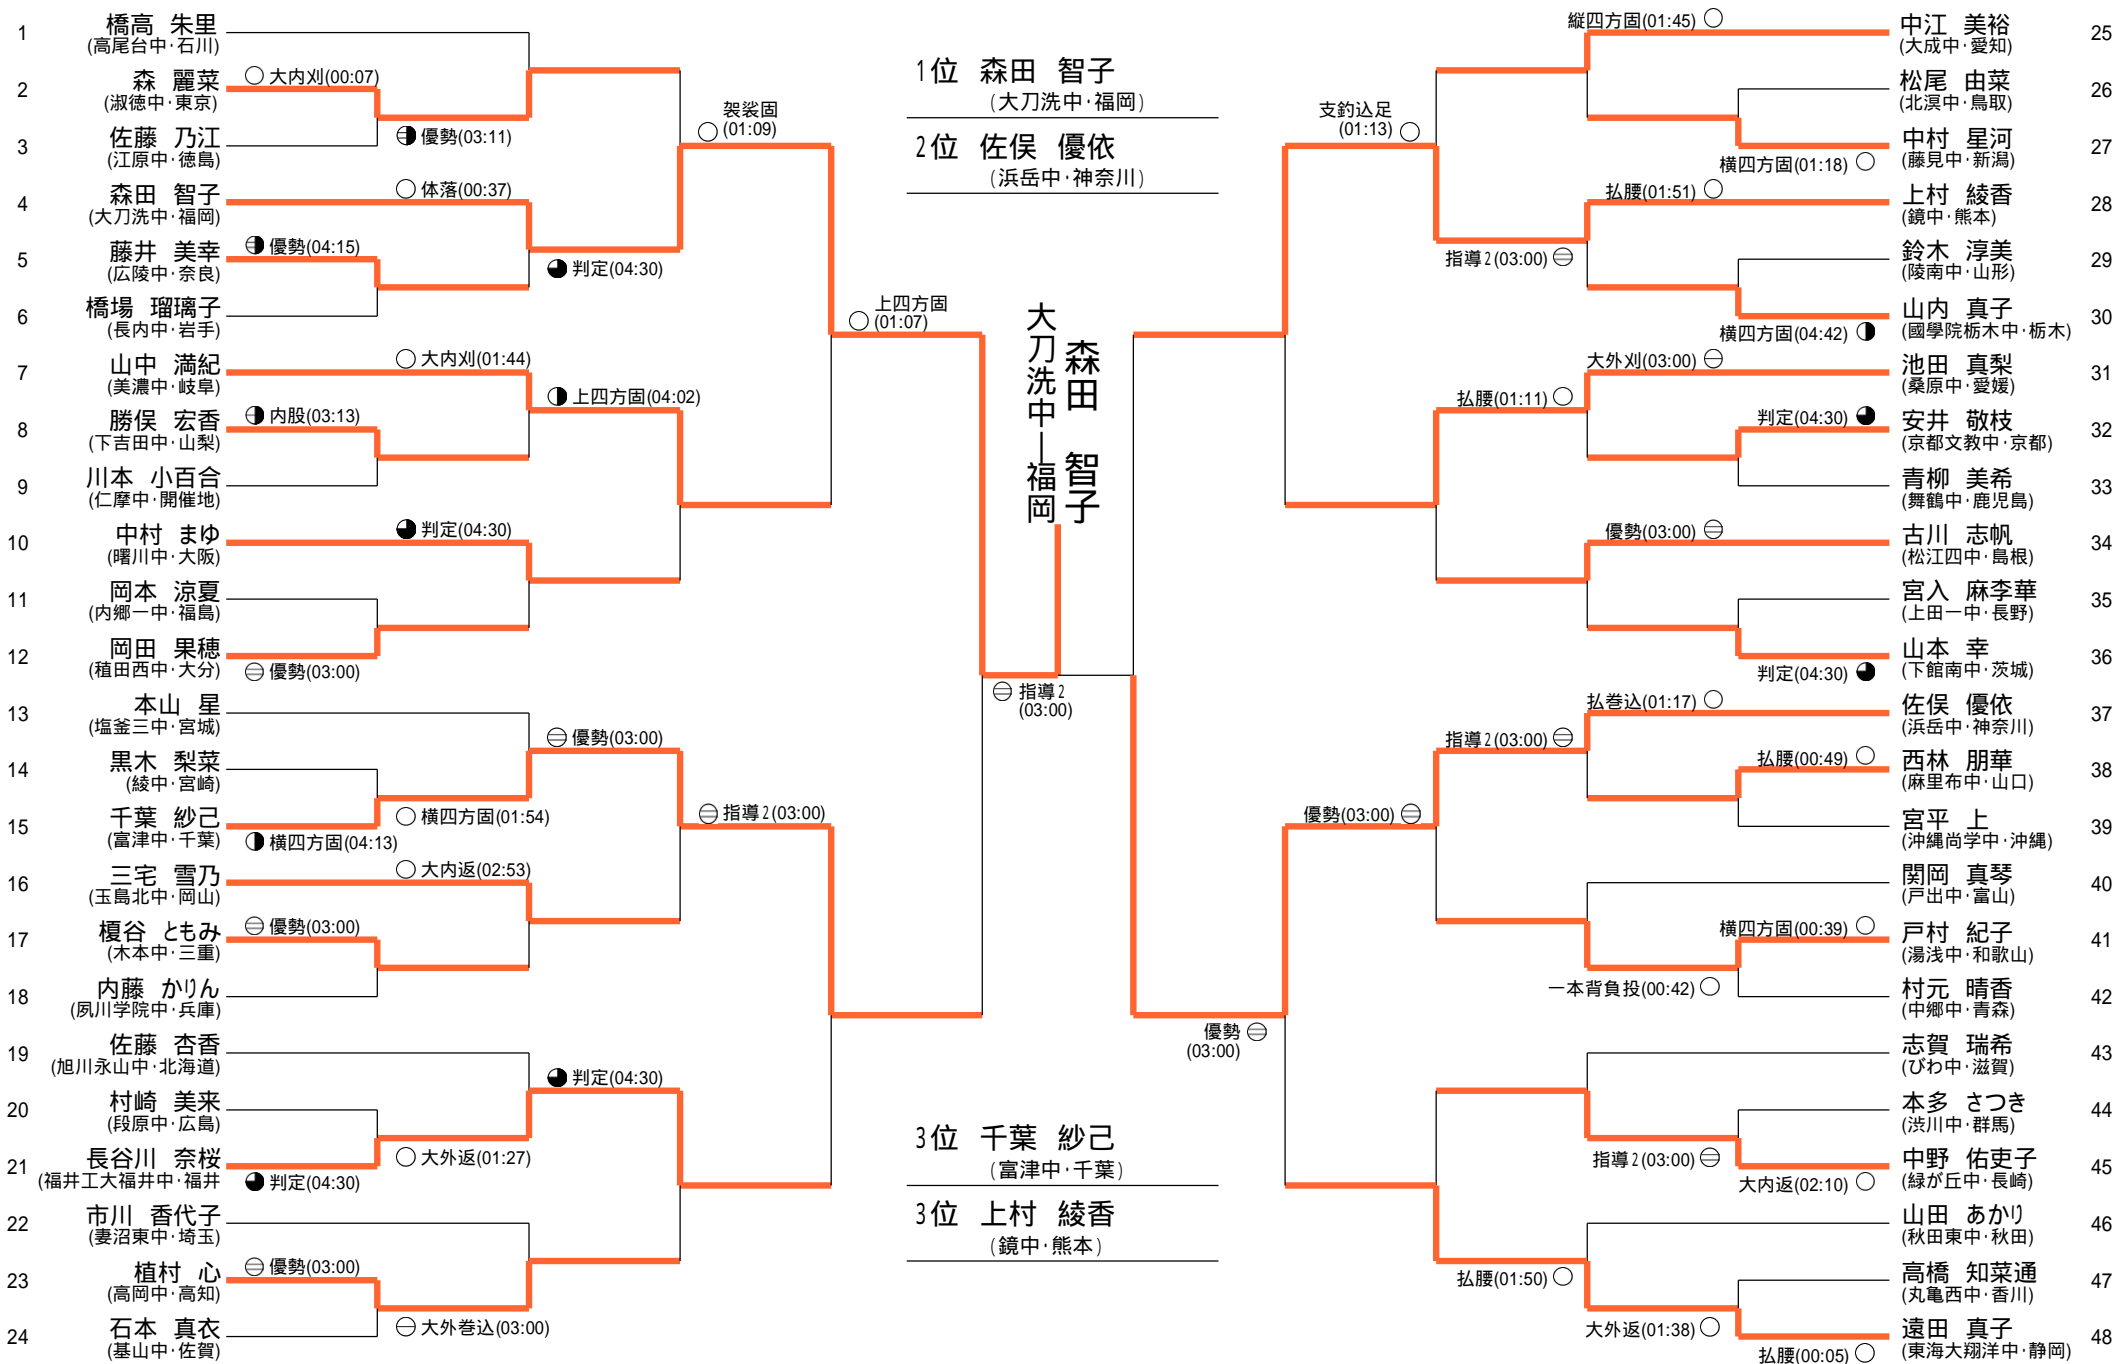 1
橋高 朱里
(高尾台中・石川)
2
森 麗菜
(淑徳中・東京)
○ 大内刈(00:07)
3
佐藤 乃江
(江原中・徳島)
優勢(03:11)
4
森田 智子
(大刀洗中・福岡)
○ 体落(00:37)
5
藤井 美幸
(広陵中・奈良)
優勢(04:15)
判定(04:30)
6
橋場 瑠璃子
(長内中・岩手)
7
山中 満紀
(美濃中・岐阜)
○ 大内刈(01:44)
8
勝俣 宏香
(下吉田中・山梨)
内股(03:13)
上四方固(04:02)
9
川本 小百合
(仁摩中・開催地)
10
中村 まゆ
(曙川中・大阪)
判定(04:30)
11
岡本 涼夏
(内郷一中・福島)
12
岡田 果穂
(稙田西中・大分)
優勢(03:00)
13
本山 星
(塩釜三中・宮城)
優勢(03:00)
14
黒木 梨菜
(綾中・宮崎)
15
千葉 紗己
(富津中・千葉)
○ 横四方固(01:54)
横四方固(04:13)
16
三宅 雪乃
(玉島北中・岡山)
○ 大内返(02:53)
17
榎谷 ともみ
(木本中・三重)
優勢(03:00)
18
内藤 かりん
(夙川学院中・兵庫)
19
佐藤 杏香
(旭川永山中・北海道)
判定(04:30)
20
村崎 美来
(段原中・広島)
21
長谷川 奈桜
(福井工大福井中・福井
○ 大外返(01:27)
判定(04:30)
22
市川 香代子
(妻沼東中・埼玉)
23
植村 心
(高岡中・高知)
優勢(03:00)
24
石本 真衣
(基山中・佐賀)
大外巻込(03:00)
袈裟固
○ (01:09)
上四方固
○ (01:07)
指導2(03:00)
指導2
(03:00)
1位 森田 智子
(大刀洗中・福岡)
2位 佐俣 優依
(浜岳中・神奈川)
森田 智子
大刀洗中―福岡
3位 千葉 紗己
(富津中・千葉)
3位 上村 綾香
(鏡中・熊本)
支釣込足
(01:13) ○
優勢(03:00)
優勢
(03:00)
縦四方固(01:45) ○
中江 美裕
(大成中・愛知)
25
松尾 由菜
(北溟中・鳥取)
26
中村 星河
(藤見中・新潟)
27
横四方固(01:18) ○
払腰(01:51) ○
上村 綾香
(鏡中・熊本)
28
指導2(03:00)
鈴木 淳美
(陵南中・山形)
29
山内 真子
(國學院栃木中・栃木)
30
横四方固(04:42)
大外刈(03:00)
池田 真梨
(桑原中・愛媛)
31
払腰(01:11) ○
判定(04:30)
安井 敬枝
(京都文教中・京都)
32
青柳 美希
(舞鶴中・鹿児島)
33
優勢(03:00)
古川 志帆
(松江四中・島根)
34
宮入 麻李華
(上田一中・長野)
35
山本 幸
(下館南中・茨城)
36
判定(04:30)
払巻込(01:17) ○
佐俣 優依
(浜岳中・神奈川)
37
指導2(03:00)
払腰(00:49) ○
西林 朋華
(麻里布中・山口)
38
宮平 上
(沖縄尚学中・沖縄)
39
関岡 真琴
(戸出中・富山)
40
横四方固(00:39) ○
戸村 紀子
(湯浅中・和歌山)
41
一本背負投(00:42) ○
村元 晴香
(中郷中・青森)
42
志賀 瑞希
(びわ中・滋賀)
43
本多 さつき
(渋川中・群馬)
44
指導2(03:00)
中野 佑吏子
(緑が丘中・長崎)
45
大内返(02:10) ○
山田 あかり
(秋田東中・秋田)
46
払腰(01:50) ○
高橋 知菜通
(丸亀西中・香川)
47
大外返(01:38) ○
遠田 真子
(東海大翔洋中・静岡)
48
払腰(00:05) ○